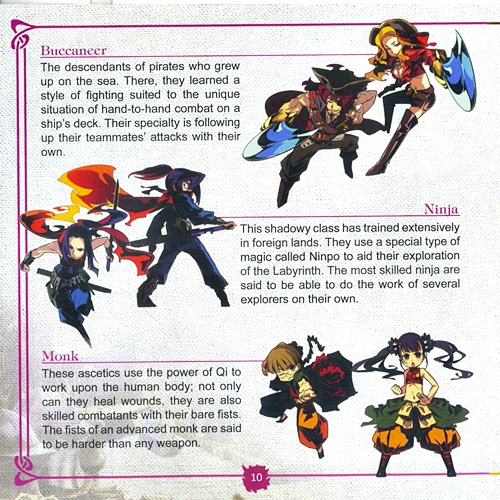 Buccaneer
The descendants of pirates who grew
up on the sea. There, they learned a
style of fighting suited to the unique
situation of hand-to-hand combat on a
ship's deck. Their specialty is following
up their teammates' attacks with their
own.
Ninja
This shadowy class has trained extensively
in foreign lands. They use a special type of
magic called Ninpo to aid their exploration
of the Labyrinth. The most skilled ninja are
said to be able to do the work of several
explorers on their own.
Monk
These ascetics use the power of Qi to
work upon the human body; not only
can they heal wounds, they are also
skilled combatants with their bare fists.
The fists of an advanced monk are said
to be harder than any weapon.
10